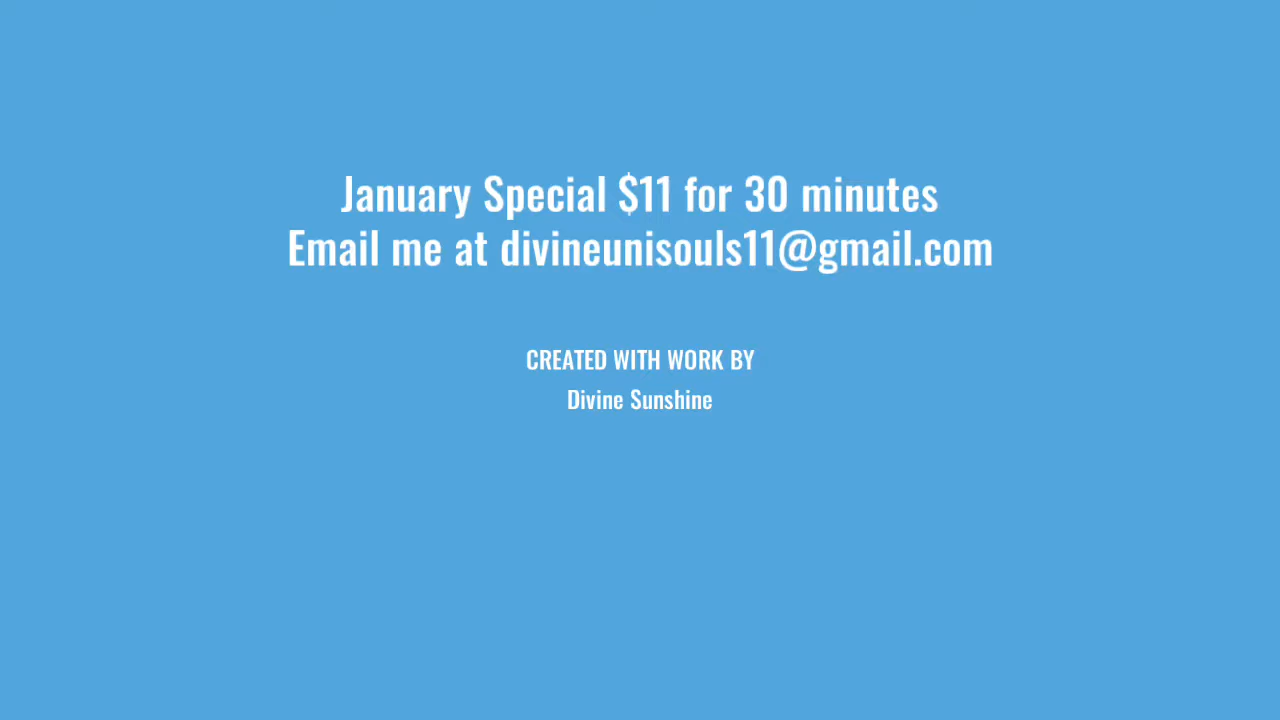 January Special $11 for 30 minutes
Email me at divineunisouls11@gmail.com
CREATED WITH WORK BY
Divine Sunshine